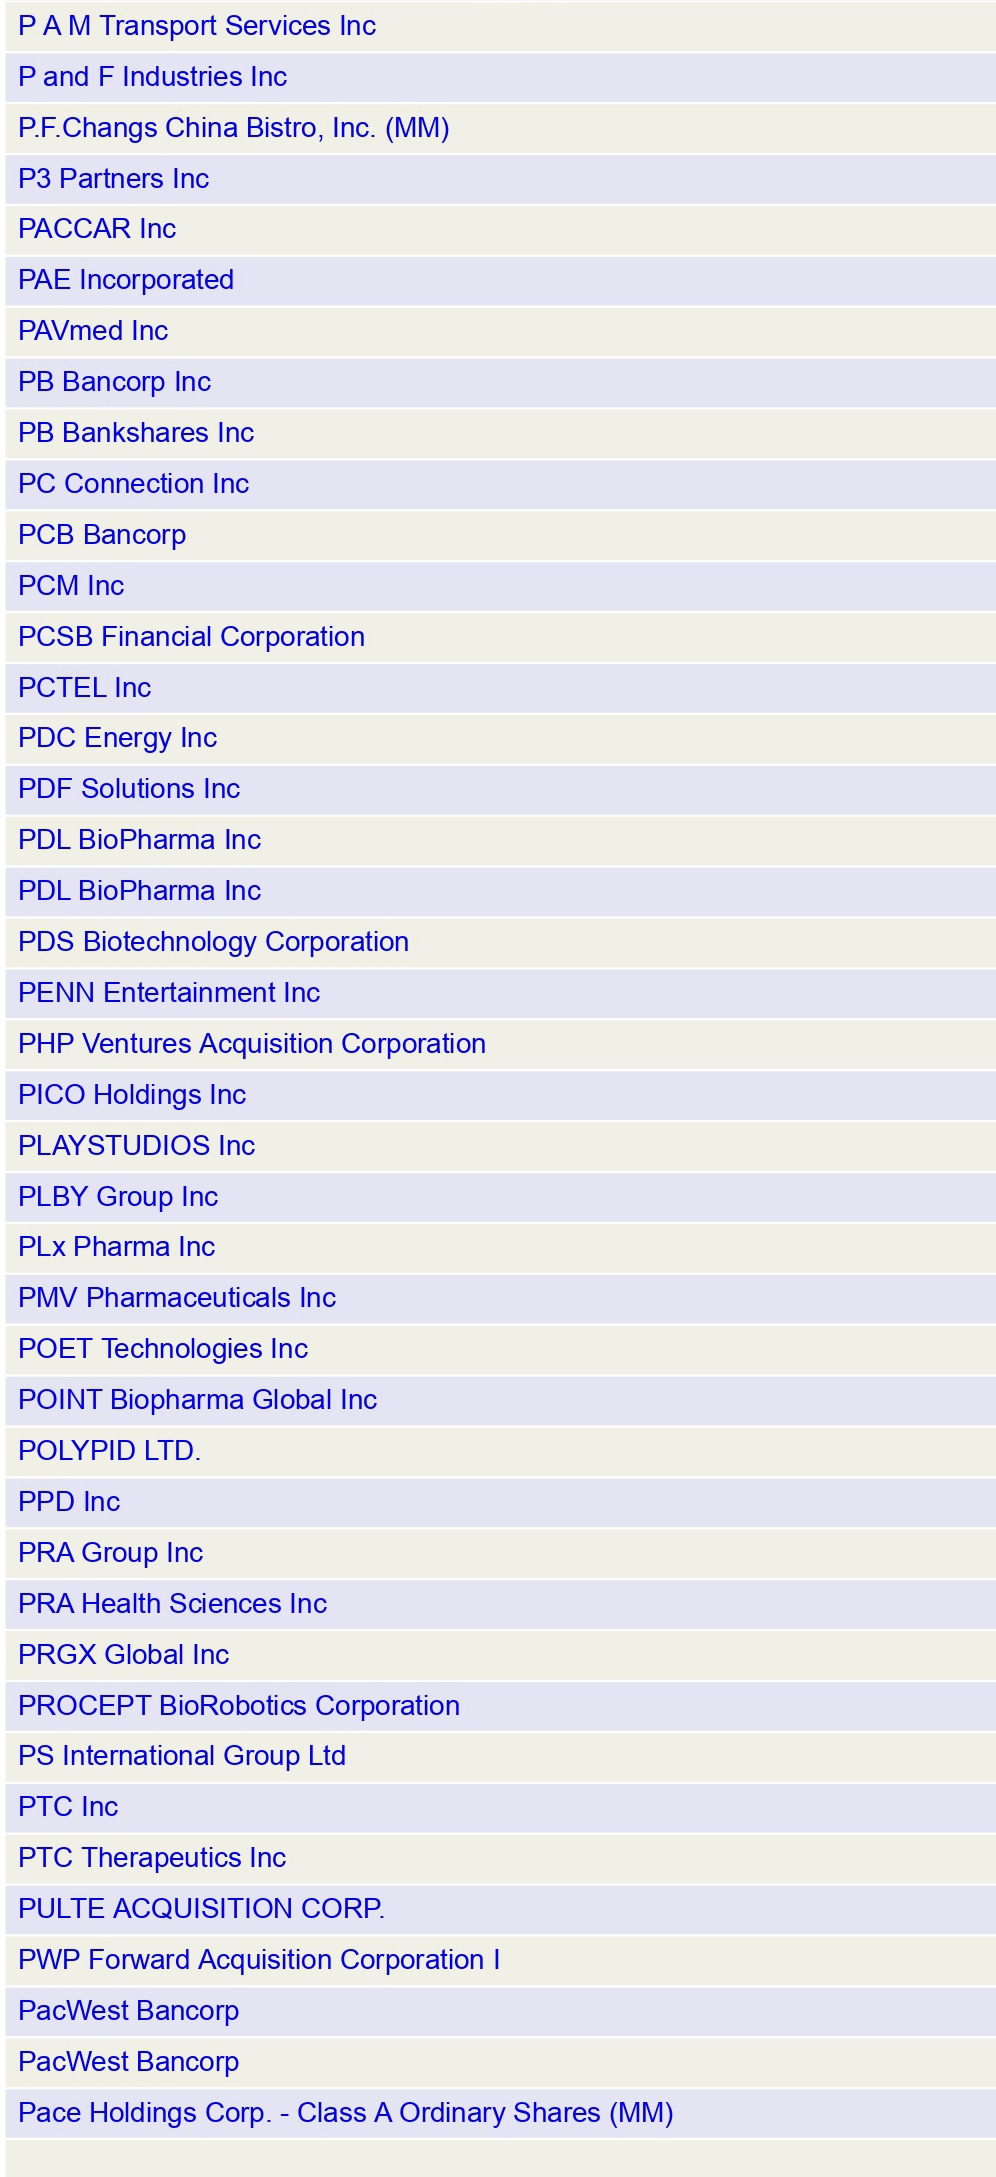 P A M Transport Services Inc
P and F Industries Inc
P.F.Changs China Bistro, Inc. (MM)
P3 Partners Inc
PACCAR Inc
PAE Incorporated
PAVmed Inc
PB Bancorp Inc
PB Bankshares Inc
PC Connection Inc
PCB Bancorp
PCM Inc
PCSB Financial Corporation
PCTEL Inc
PDC Energy Inc
PDF Solutions Inc
PDL BioPharma Inc
PDL BioPharma Inc
PDS Biotechnology Corporation
PENN Entertainment Inc
PHP Ventures Acquisition Corporation
PICO Holdings Inc
PLAYSTUDIOS Inc
PLBY Group Inc
PLx Pharma Inc
PMV Pharmaceuticals Inc
POET Technologies Inc
POINT Biopharma Global Inc
POLYPID LTD.
PPD Inc
PRA Group Inc
PRA Health Sciences Inc
PRGX Global Inc
PROCEPT BioRobotics Corporation
PS International Group Ltd
PTC Inc
PTC Therapeutics Inc
PULTE ACQUISITION CORP.
PWP Forward Acquisition Corporation I
PacWest Bancorp
PacWest Bancorp
Pace Holdings Corp. - Class A Ordinary Shares (MM)